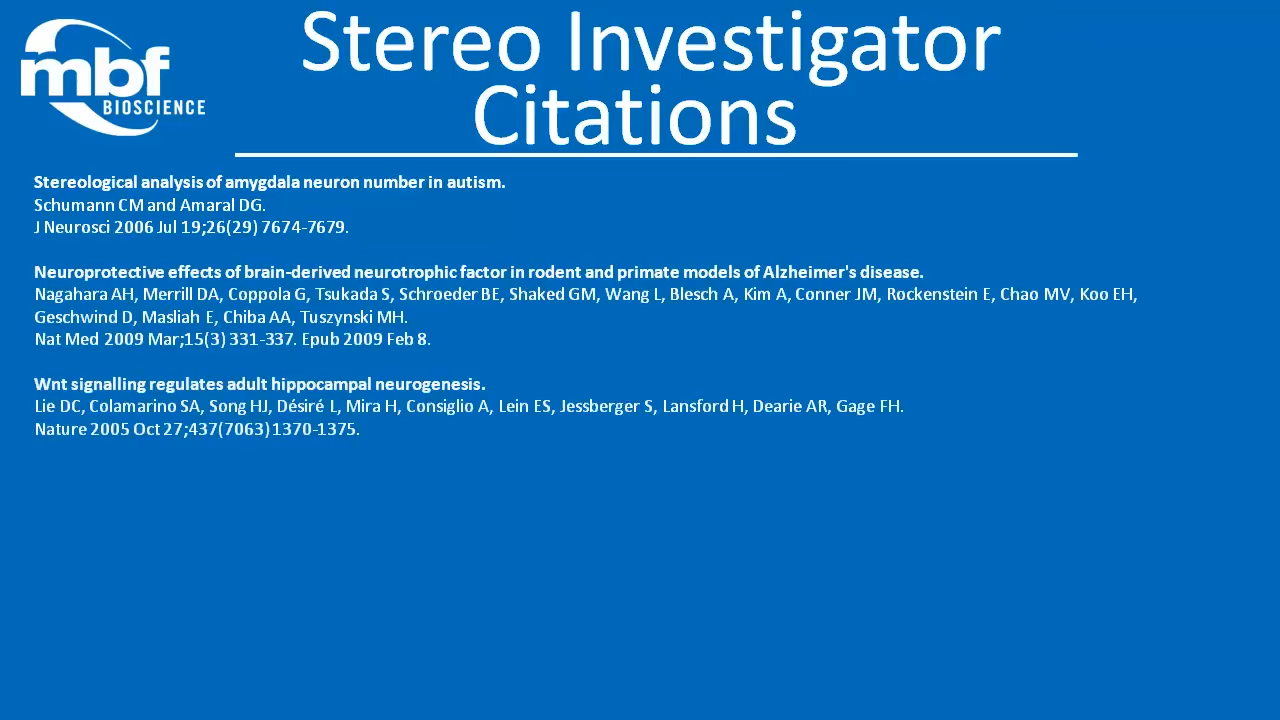 mbf
BIOSCIENCE
Stereo Investigator
Citations
Stereological analysis of amygdala neuron number in autism.
Schumann CM and Amaral DG.
J Neurosci 2006 Jul 19;26(29) 7674-7679.
Neuroprotective effects of brain-derived neurotrophic factor in rodent and primate models of Alzheimer's disease.
Nagahara AH, Merrill DA, Coppola G, Tsukada S, Schroeder BE, Shaked GM, Wang L, Blesch A, Kim A, Conner JM, Rockenstein E, Chao MV, Koo EH,
Geschwind D, Masliah E, Chiba AA, Tuszynski MH.
Nat Med 2009 Mar;15(3) 331-337. Epub 2009 Feb 8.
Wnt signalling regulates adult hippocampal neurogenesis.
Lie DC, Colamarino SA, Song HJ, Désiré L, Mira H, Consiglio A, Lein ES, Jessberger S, Lansford H, Dearie AR, Gage FH.
Nature 2005 Oct 27;437(7063) 1370-1375.